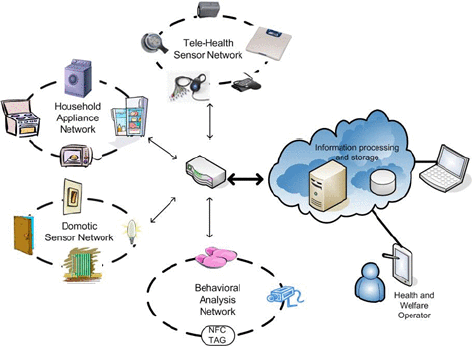 Tele-Health
Sensor Network
Household
Appliance
Network
Information processing
and storage
Domotic
Sensor Network
Behavioral
Analysis
Network
NFC
TAG
Health and
Welfare
Operator